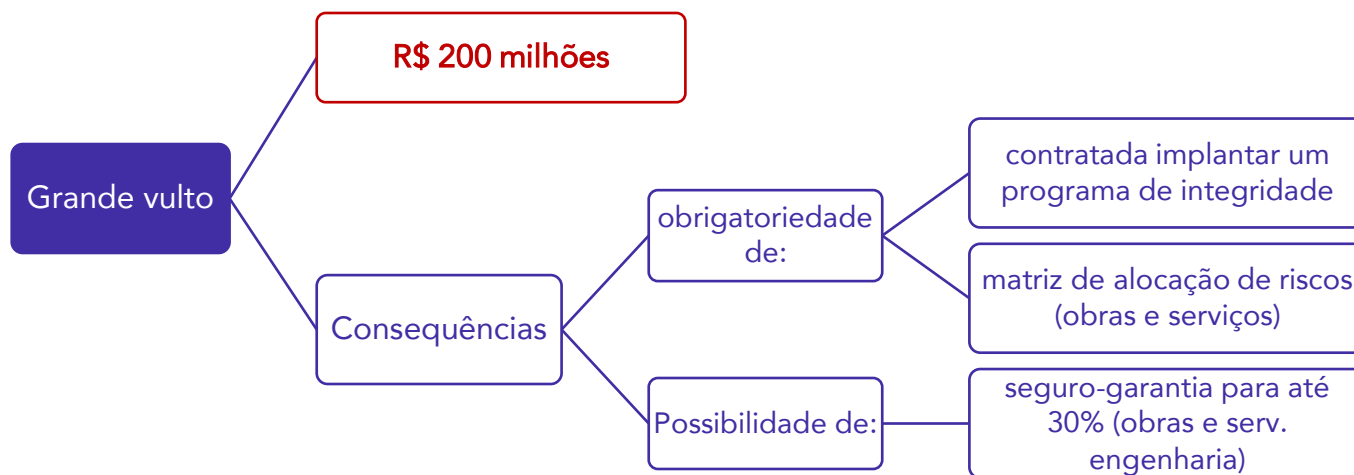 R$ 200 milhões
Grande vulto
Consequências
obrigatoriedade
de:
contratada implantar um
programa de integridade
matriz de alocação de riscos
(obras e serviços)
Possibilidade de:
seguro-garantia para até
30% (obras e serv.
engenharia)